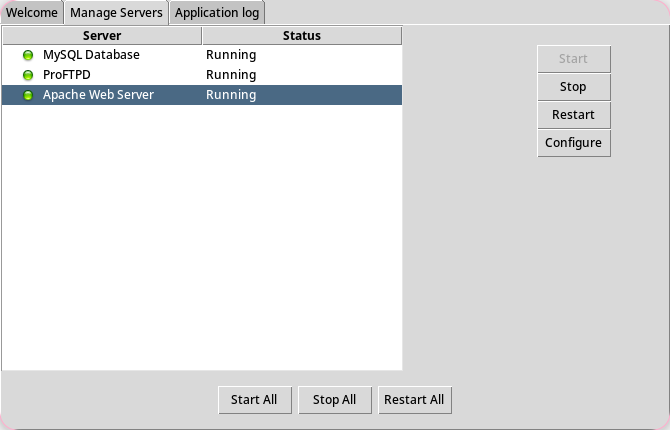 Welcome Manage Servers Application log
Server Status
MySQL Database Running
ProFTPD Running
Apache Web Server Running
Start
Stop
Restart
Configure
Start All Stop All Restart All